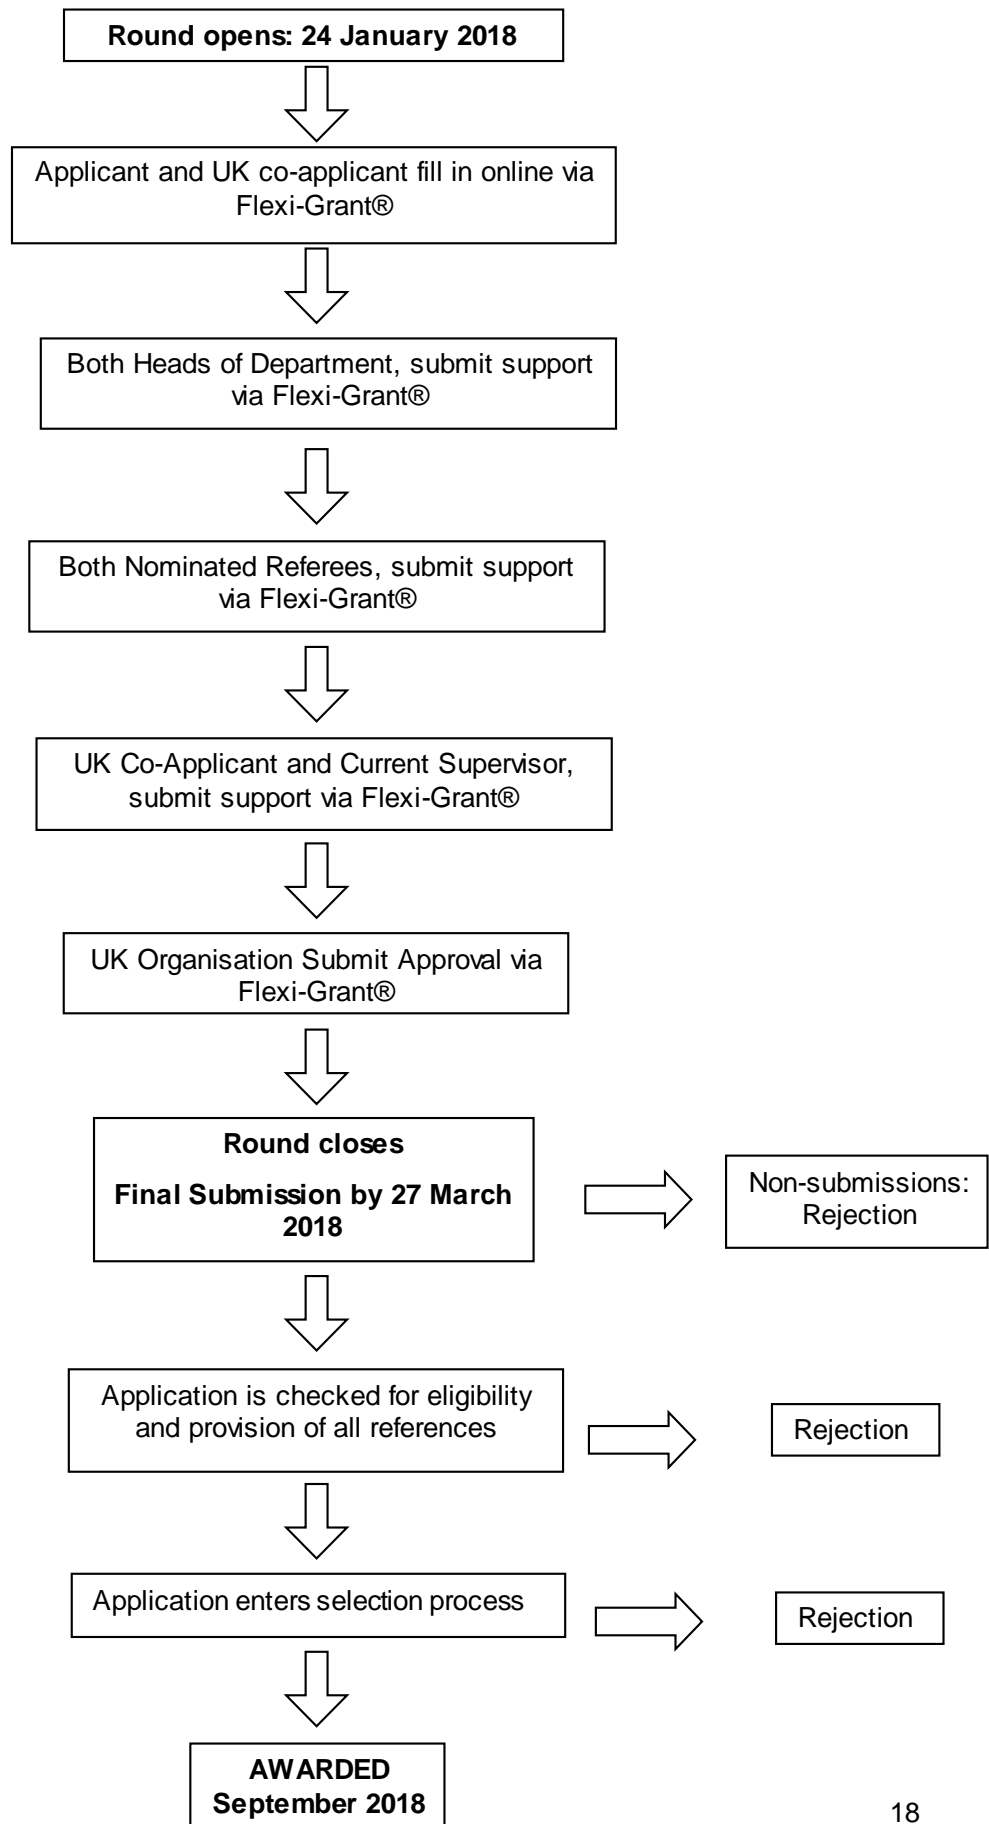 Round opens: 24 January 2018
Applicant and UK co-applicant fill in online via
Flexi-Grant®
Both Heads of Department, submit support
via Flexi-Grant®
Both Nominated Referees, submit support
via Flexi-Grant®
UK Co-Applicant and Current Supervisor,
submit support via Flexi-Grant®
UK Organisation Submit Approval via
Flexi-Grant®
Round closes
Final Submission by 27 March
2018
Non-submissions:
Rejection
Application is checked for eligibility
and provision of all references
Rejection
Application enters selection process
Rejection
AWARDED
September 2018
18